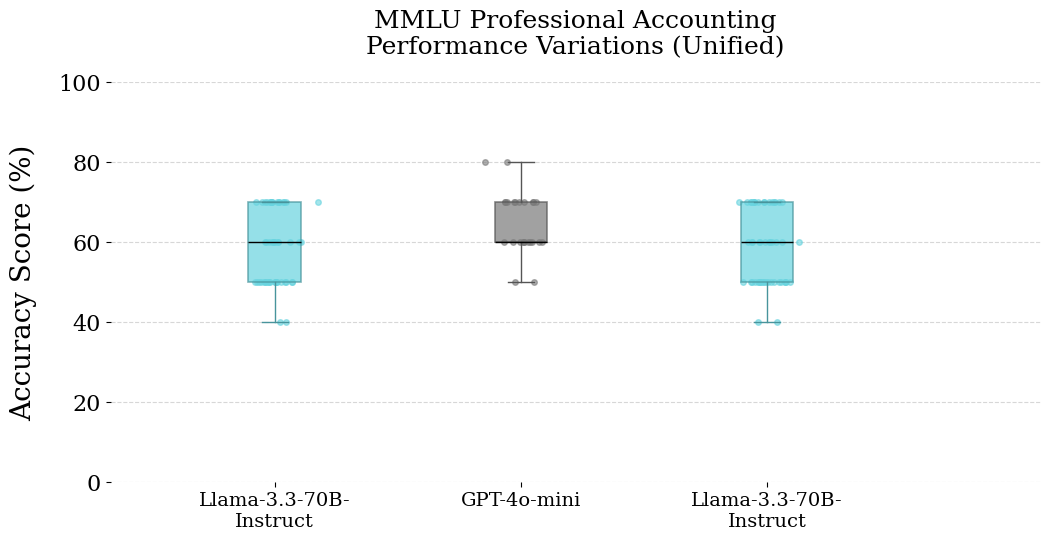 MMLU Professional Accounting
Performance Variations (Unified)
Accuracy Score (%)
100
80
60
40
20
0
Llama-3.3-70B-
Instruct
GPT-4o-mini
Llama-3.3-70B-
Instruct